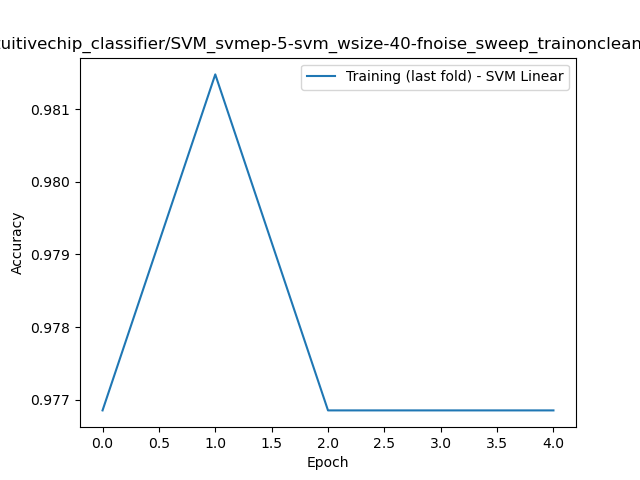 tuitivechip_classifier/SVM_svmep-5-svm_wsize-40-fnoise_sweep_trainonclean
Training (last fold) - SVM Linear
Accuracy
0.981
0.980
0.979
0.978
0.977
0.0 0.5 1.0 1.5 2.0 2.5 3.0 3.5 4.0
Epoch